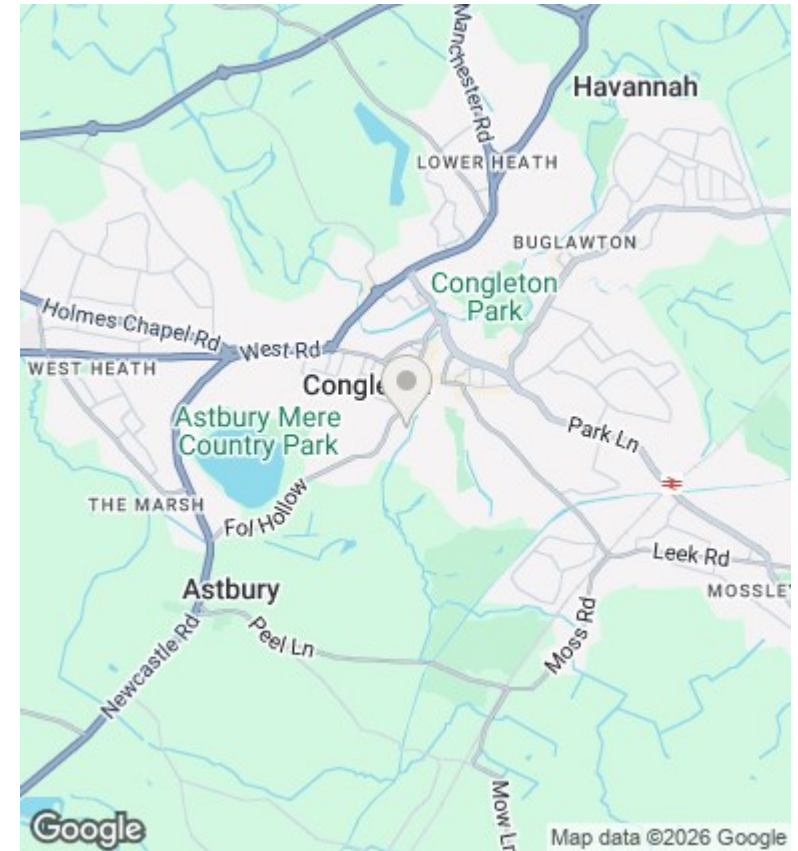 Manchester Rd
Havannah
LOWER HEATH
BUGLAWTON
Congleton
Park
Holmes Chapel Rd
West Rd
WEST HEATH
Congle
Astbury Mere
Country Park
Park Ln
THE MARSH
Fol Hollow
Leek Rd
Astbury
MOSSLEY
Peel Ln
Moss Rd
Newcastle Rd
Mow Ln
Google
Map data ©2026 Google